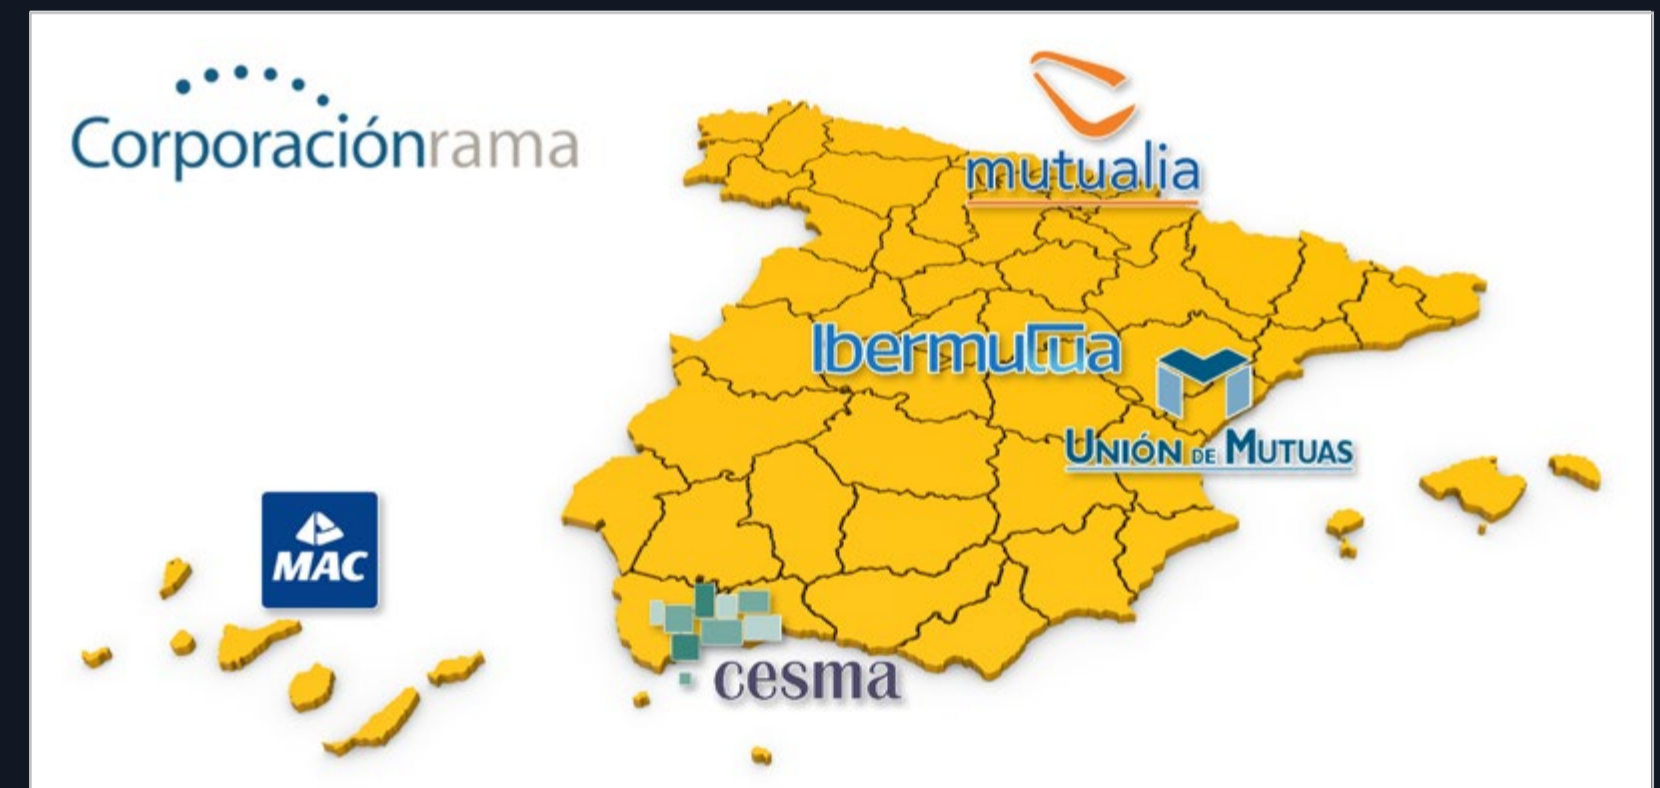 Corporaciónrama
mutualia
Ibermutua
UNIÓN DE MUTUAS
MAC
cesma